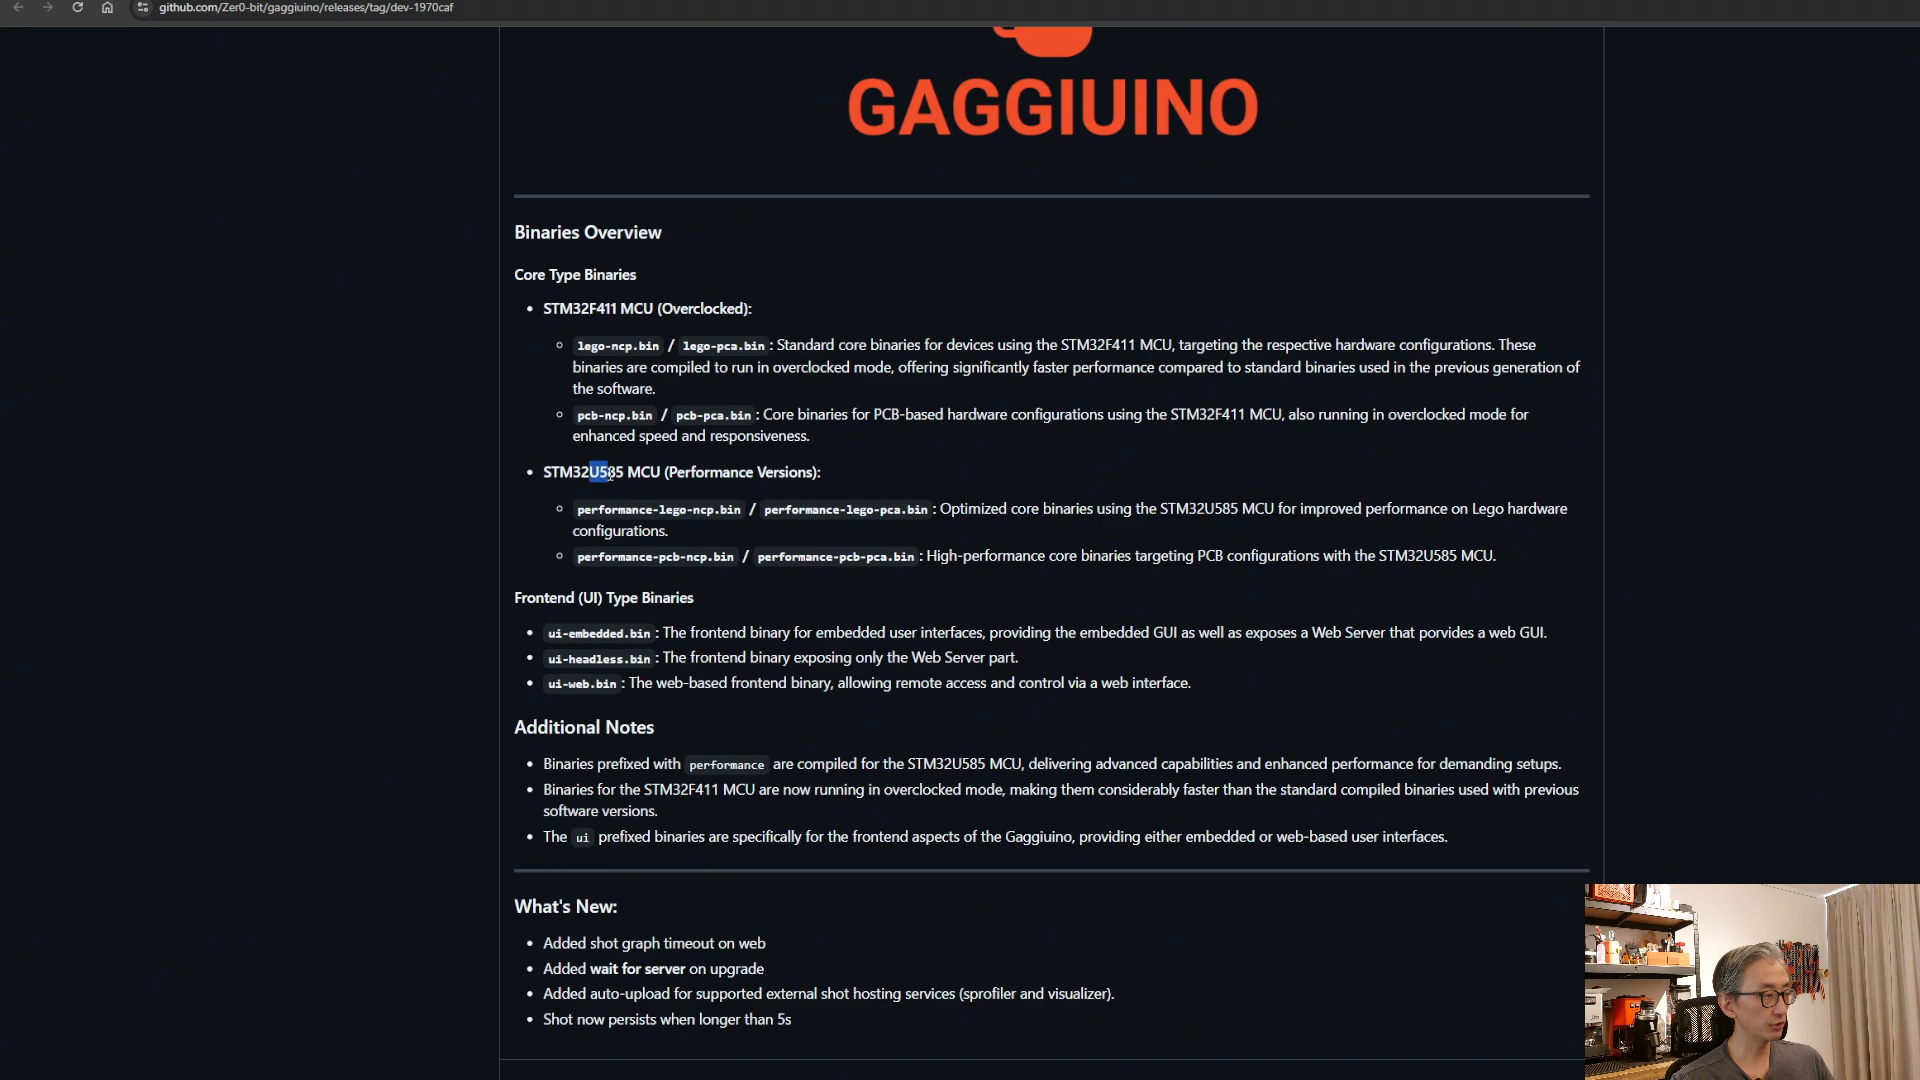 github.com/Zer0-bit/gaggiuino/releases/tag/dev-1970caf
GAGGIUINO
Binaries Overview
Core Type Binaries
STM32F411 MCU (Overclocked):
lego-ncp.bin / lego-pca.bin : Standard core binaries for devices using the STM32F411 MCU, targeting the respective hardware configurations. These
binaries are compiled to run in overclocked mode, offering significantly faster performance compared to standard binaries used in the previous generation of
the software.
pcb-ncp.bin / pcb-pca.bin : Core binaries for PCB-based hardware configurations using the STM32F411 MCU, also running in overclocked mode for
enhanced speed and responsiveness.
STM32U585 MCU (Performance Versions):
performance-lego-ncp.bin / performance-lego-pca.bin : Optimized core binaries using the STM32U585 MCU for improved performance on Lego hardware
configurations.
performance-pcb-ncp.bin / performance-pcb-pca.bin : High-performance core binaries targeting PCB configurations with the STM32U585 MCU.
Frontend (UI) Type Binaries
ui-embedded.bin : The frontend binary for embedded user interfaces, providing the embedded GUI as well as exposes a Web Server that porvides a web GUI.
ui-headless.bin : The frontend binary exposing only the Web Server part.
ui-web.bin : The web-based frontend binary, allowing remote access and control via a web interface.
Additional Notes
Binaries prefixed with performance are compiled for the STM32U585 MCU, delivering advanced capabilities and enhanced performance for demanding setups.
Binaries for the STM32F411 MCU are now running in overclocked mode, making them considerably faster than the standard compiled binaries used with previous
software versions.
The ui prefixed binaries are specifically for the frontend aspects of the Gaggiuino, providing either embedded or web-based user interfaces.
What's New:
Added shot graph timeout on web
Added wait for server on upgrade
Added auto-upload for supported external shot hosting services (sprofiler and visualizer).
Shot now persists when longer than 5s